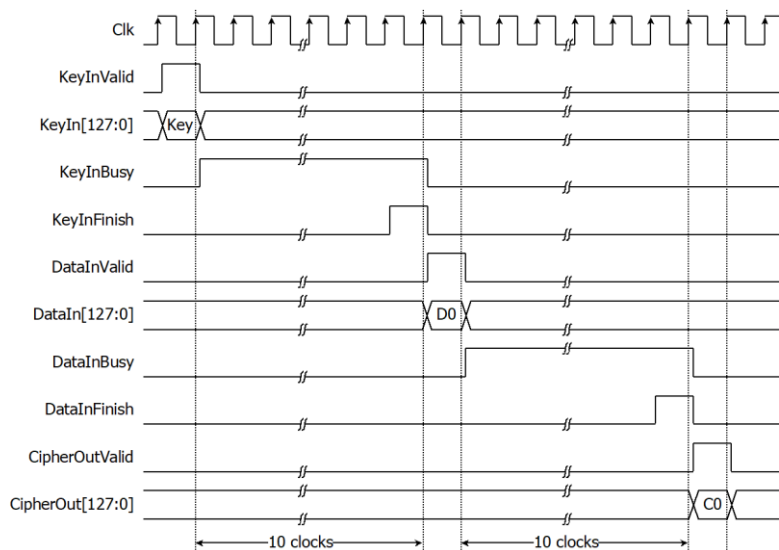 Clk
KeyInValid
KeyIn[127:0] Key
KeyInBusy
KeyInFinish
DataInValid
DataIn[127:0] D0
DataInBusy
DataInFinish
CipherOutValid
CipherOut[127:0] C0
10 clocks 10 clocks